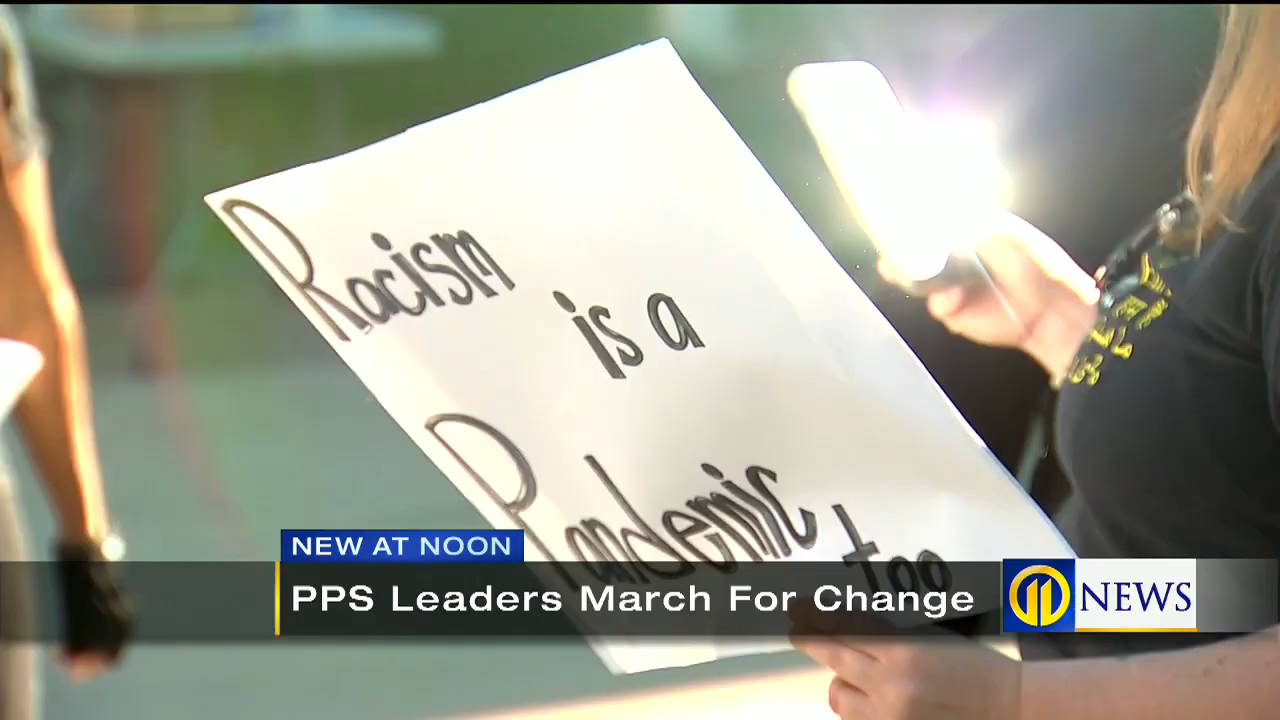 Racism
is a
Pandemic
too
NEW AT NOON
PPS Leaders March For Change
11 NEWS